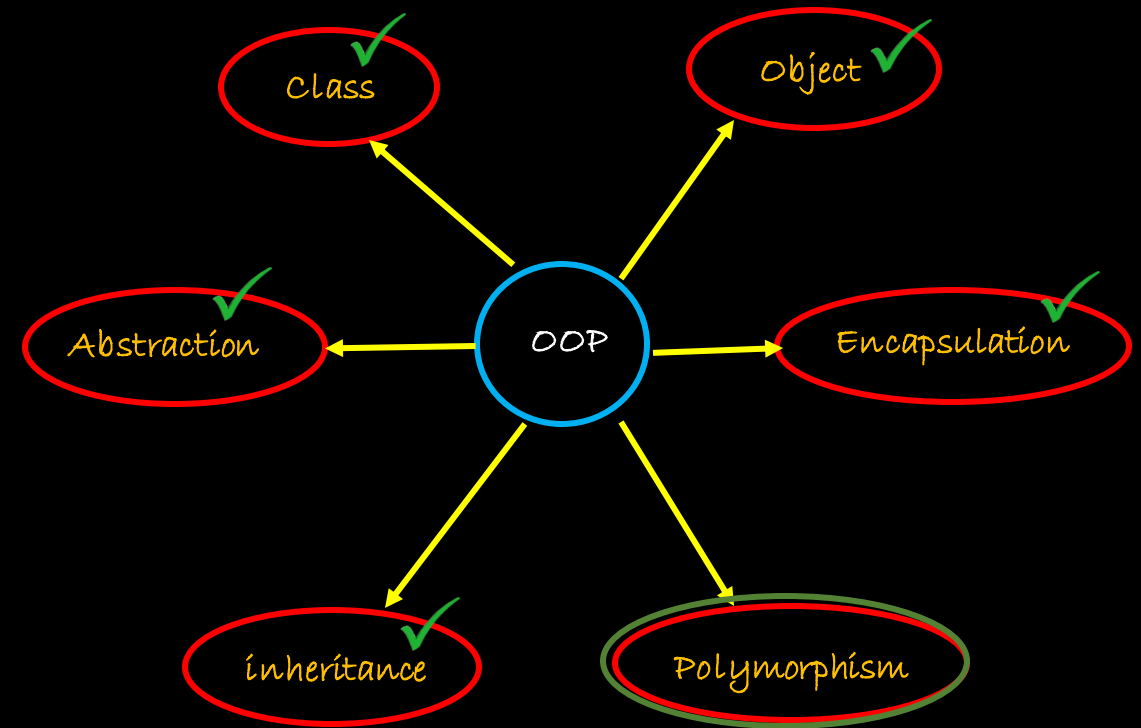 Class
Object
Abstraction
OOP
Encapsulation
inheritance
Polymorphism